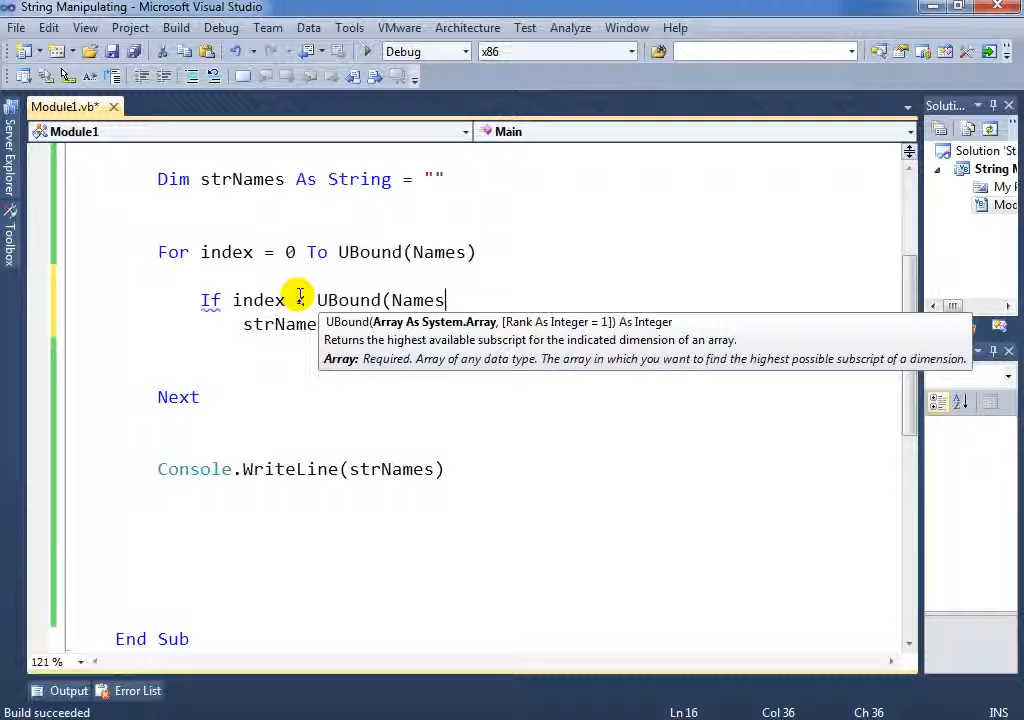 String Manipulating - Microsoft Visual Studio
File Edit View Project Build Debug Team Data Tools VMware Architecture Test Analyze Window Help
Debug x86
Module1.vb* Soluti...
Module1 Main
Server Explorer
Toolbox
Solution 'St
String M
My P
Moc
Dim strNames As String = ""
For index = 0 To UBound(Names)
If index UBound(Names
strName
UBound(Array As System.Array, [Rank As Integer = 1]) As Integer
Returns the highest available subscript for the indicated dimension of an array.
Array: Required. Array of any data type. The array in which you want to find the highest possible subscript of a dimension.
Next
Console.WriteLine(strNames)
End Sub
121 %
Output Error List
Build succeeded Ln 16 Col 36 Ch 36 INS